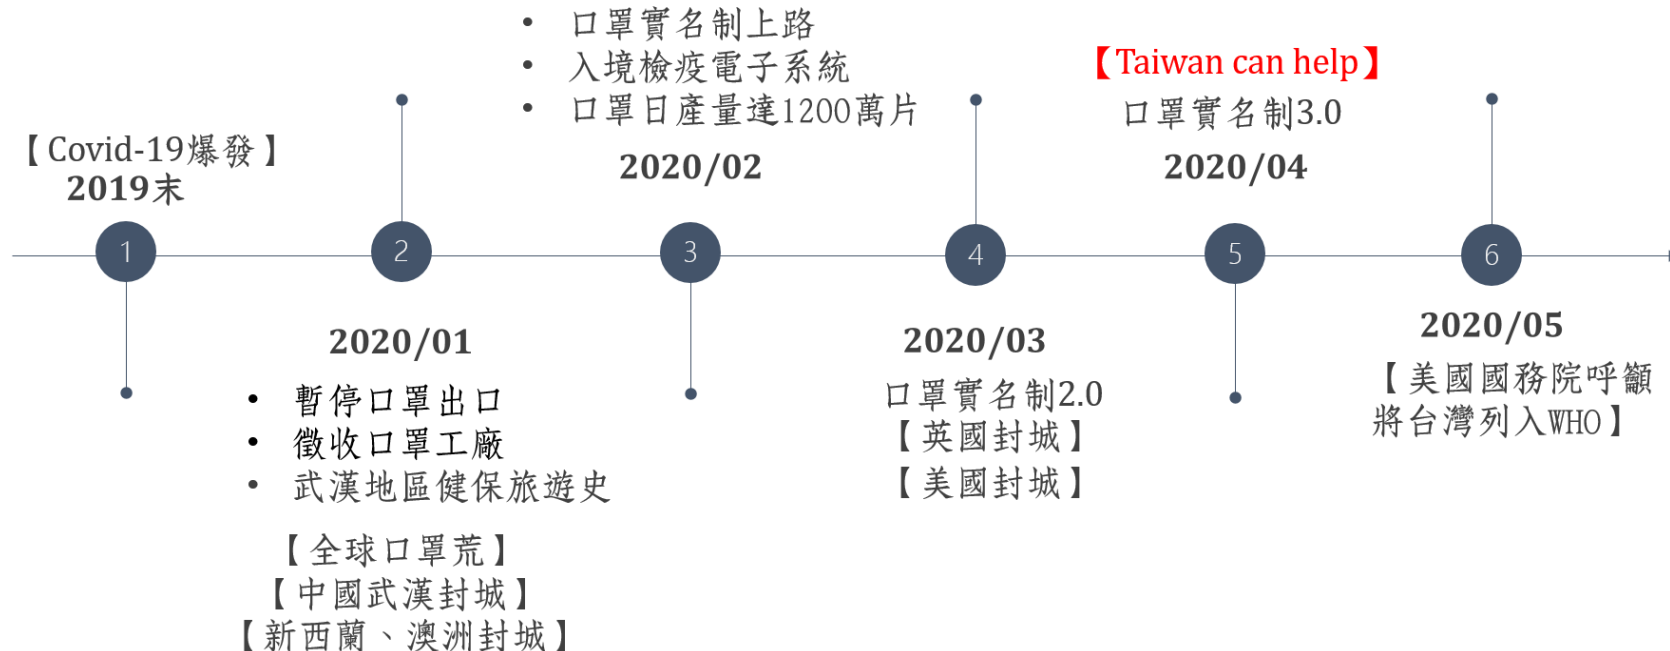 【Covid-19爆發】
2019末
1
2
2020/01
• 暫停口罩出口
• 徵收口罩工廠
• 武漢地區健保旅遊史
【全球口罩荒】
【中國武漢封城】
【新西蘭、澳洲封城】
• 口罩實名制上路
• 入境檢疫電子系統
• 口罩日產量達1200萬片
2020/02
3
4
2020/03
口罩實名制2.0
【英國封城】
【美國封城】
【Taiwan can help】
口罩實名制3.0
2020/04
5
6
2020/05
【美國國務院呼籲
將台灣列入WHO】